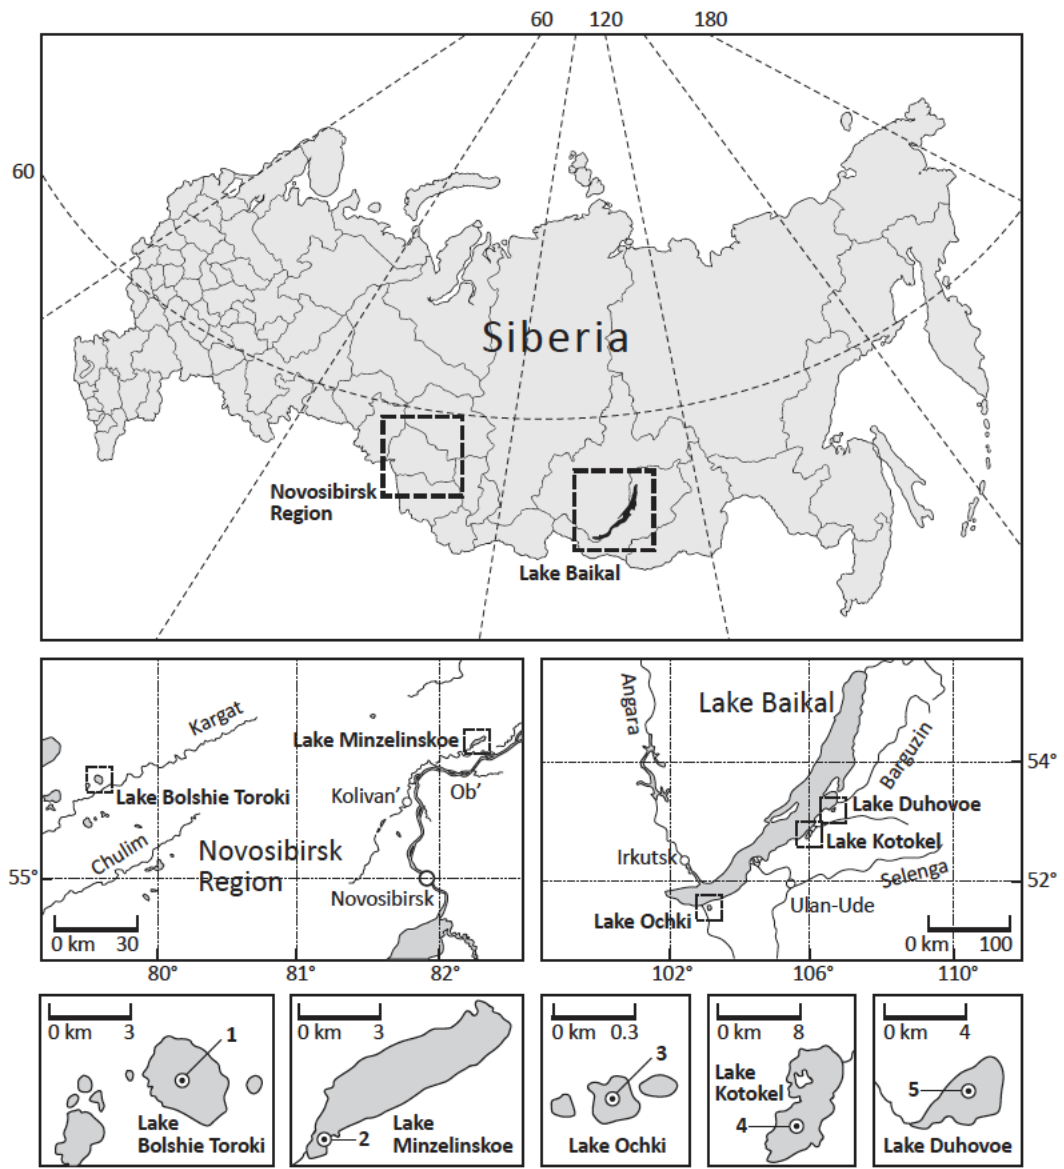 60 120 180
60
Siberia
Novosibirsk
Region
Lake Baikal
Kargat
Lake Minzelinskoe
Lake Bolshie Toroki
Kolivan’
Ob’
Chulim
Novosibirsk
Region
55°
Novosibirsk
0 km 30
80° 81° 82°
Angara
Lake Baikal
Barguzin
54°
Lake Duhovoe
Lake Kotokel
Irkutsk
Selenga
52°
Ulan-Ude
Lake Ochki
0 km 100
102° 106° 110°
0 km 3
1
Lake
Bolshie Toroki
0 km 3
2
Lake
Minzelinskoe
0 km 0.3
3
Lake Ochki
0 km 8
Lake
Kotokel
4
0 km 4
5
Lake Duhovoe